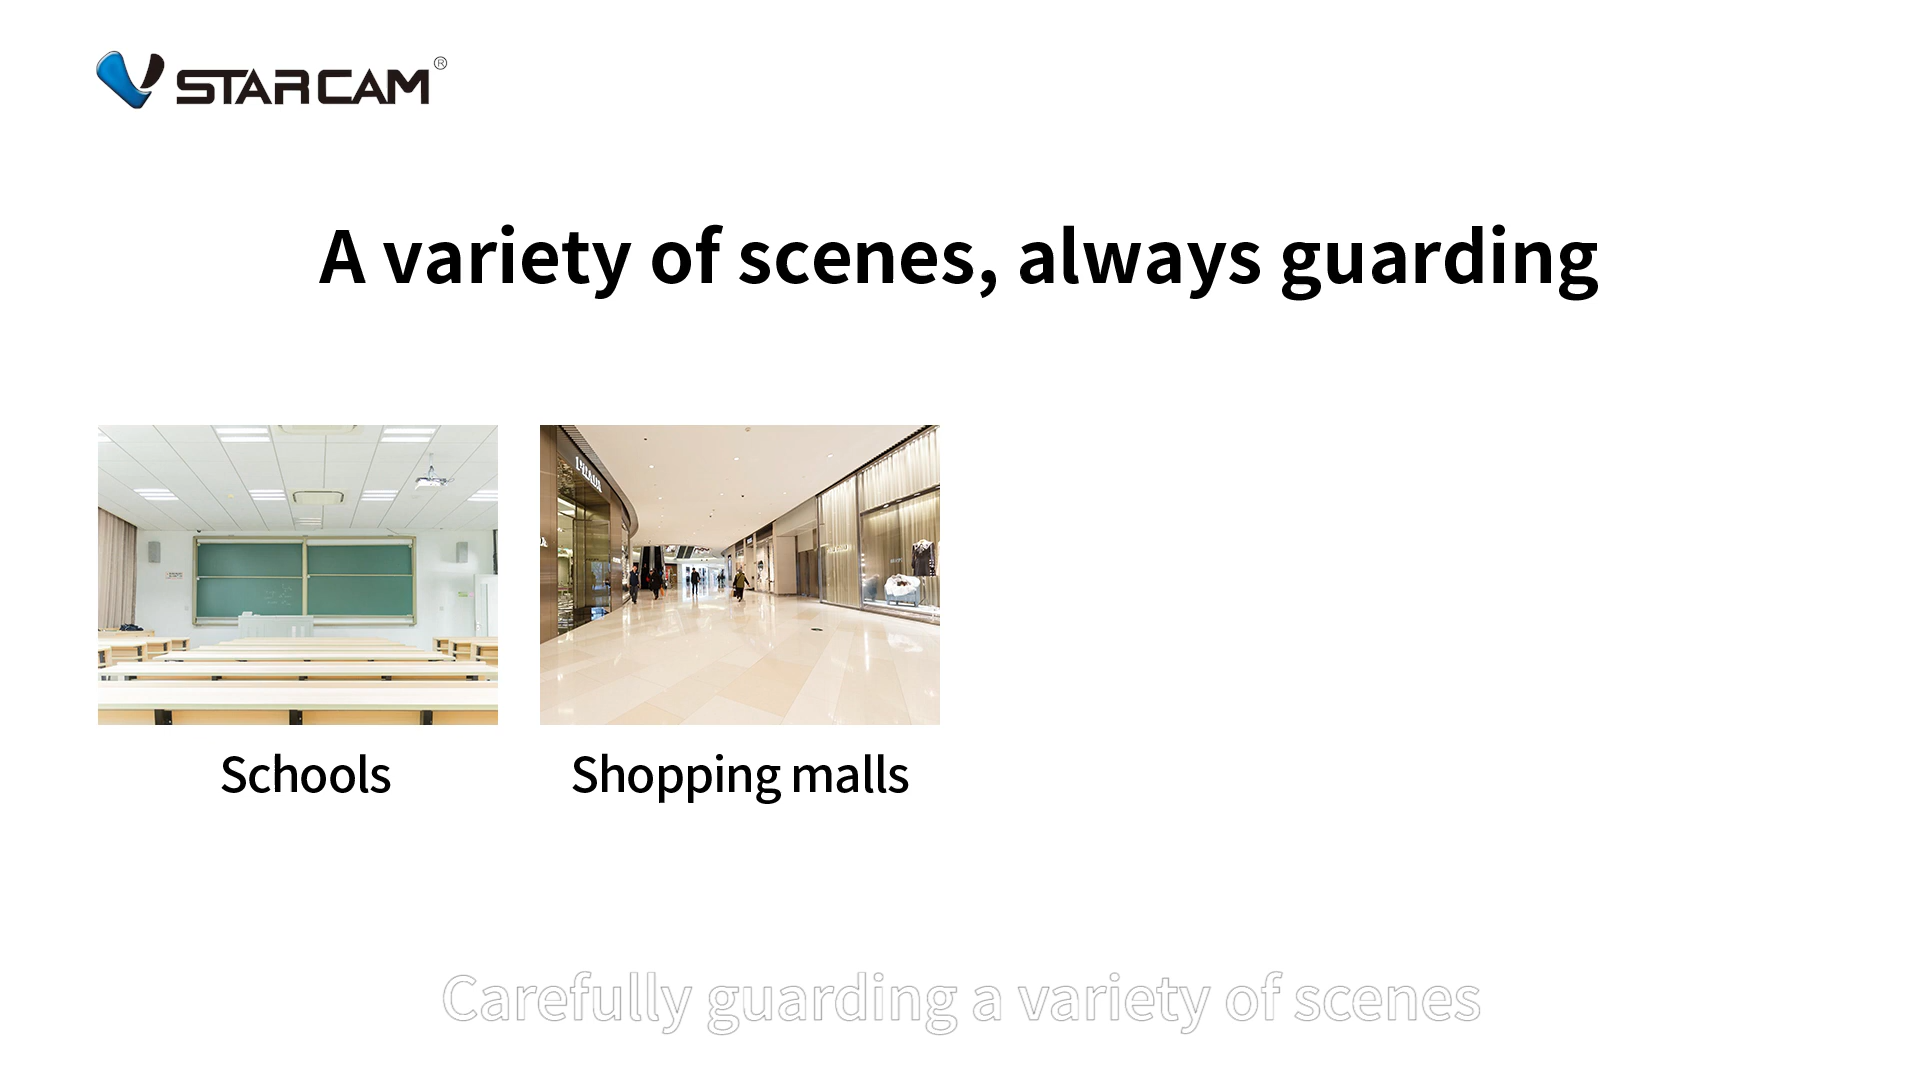 VSTARCAM®
A variety of scenes, always guarding
Schools
Shopping malls
Carefully guarding a variety of scenes